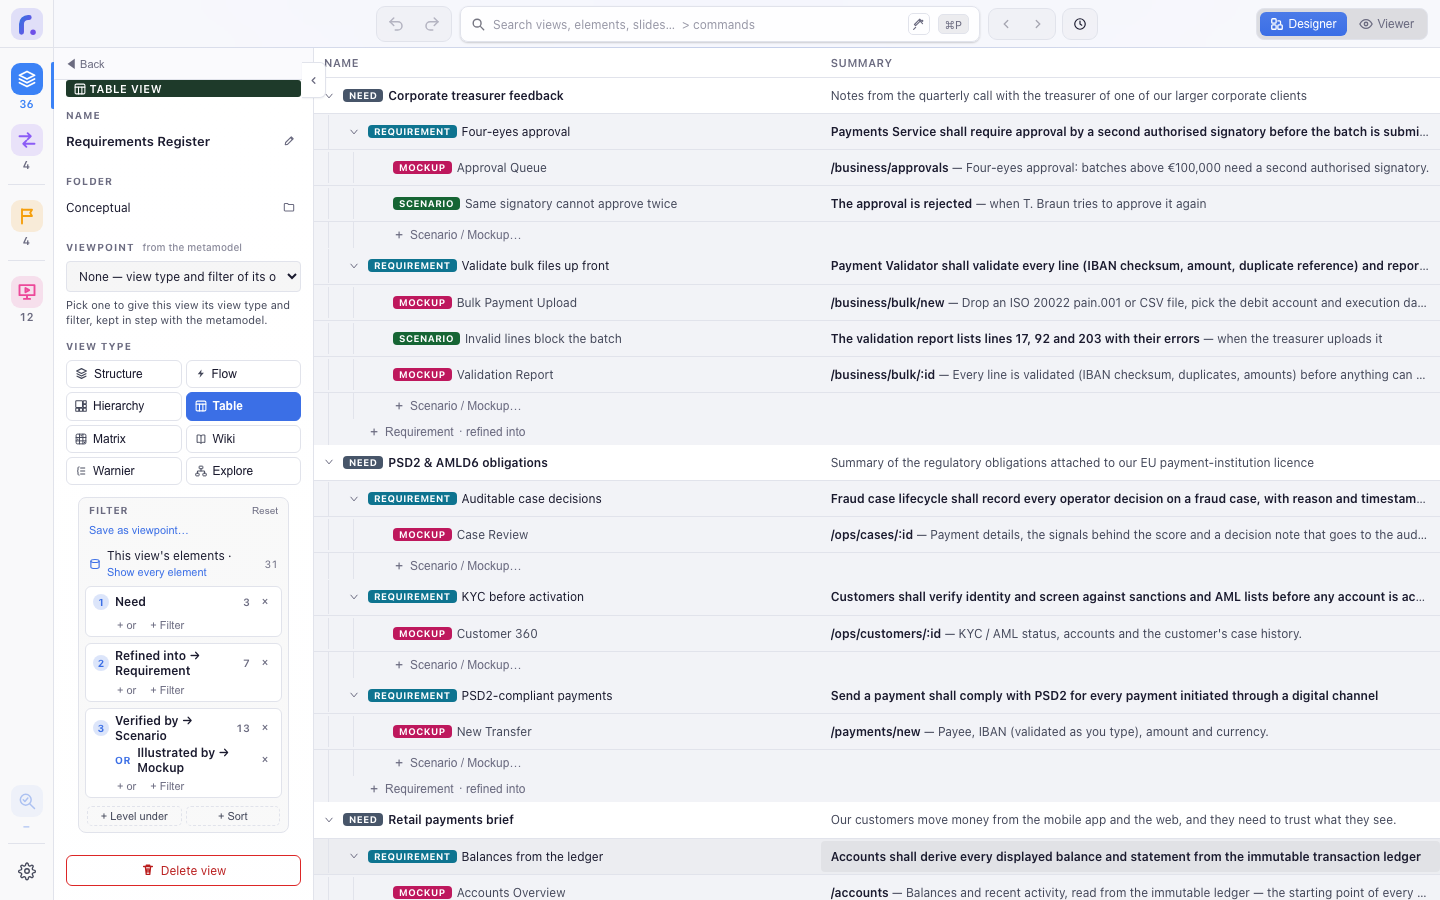 Search views, elements, slides...  > commands
⌘P
Designer
Viewer
36
4
4
12
–
Back
TABLE VIEW
NAME
Requirements Register
FOLDER
Conceptual
VIEWPOINT from the metamodel
None — view type and filter of its o
Pick one to give this view its view type and
filter, kept in step with the metamodel.
VIEW TYPE
Structure
Flow
Hierarchy
Table
Matrix
Wiki
Warnier
Explore
FILTER
Reset
Save as viewpoint...
This view's elements ·
Show every element
31
1 Need 3 ×
+ or + Filter
2 Refined into →
Requirement
7 ×
+ or + Filter
3 Verified by →
Scenario
13 ×
OR Illustrated by →
Mockup
×
+ or + Filter
+ Level under
+ Sort
Delete view
NAME SUMMARY
NEED Corporate treasurer feedback Notes from the quarterly call with the treasurer of one of our larger corporate clients
REQUIREMENT Four-eyes approval Payments Service shall require approval by a second authorised signatory before the batch is submi...
MOCKUP Approval Queue /business/approvals — Four-eyes approval: batches above €100,000 need a second authorised signatory.
SCENARIO Same signatory cannot approve twice The approval is rejected — when T. Braun tries to approve it again
+ Scenario / Mockup...
REQUIREMENT Validate bulk files up front Payment Validator shall validate every line (IBAN checksum, amount, duplicate reference) and repor...
MOCKUP Bulk Payment Upload /business/bulk/new — Drop an ISO 20022 pain.001 or CSV file, pick the debit account and execution da...
SCENARIO Invalid lines block the batch The validation report lists lines 17, 92 and 203 with their errors — when the treasurer uploads it
MOCKUP Validation Report /business/bulk/:id — Every line is validated (IBAN checksum, duplicates, amounts) before anything can ...
+ Scenario / Mockup...
+ Requirement · refined into
NEED PSD2 & AMLD6 obligations Summary of the regulatory obligations attached to our EU payment-institution licence
REQUIREMENT Auditable case decisions Fraud case lifecycle shall record every operator decision on a fraud case, with reason and timestam...
MOCKUP Case Review /ops/cases/:id — Payment details, the signals behind the score and a decision note that goes to the aud...
+ Scenario / Mockup...
REQUIREMENT KYC before activation Customers shall verify identity and screen against sanctions and AML lists before any account is ac...
MOCKUP Customer 360 /ops/customers/:id — KYC / AML status, accounts and the customer's case history.
+ Scenario / Mockup...
REQUIREMENT PSD2-compliant payments Send a payment shall comply with PSD2 for every payment initiated through a digital channel
MOCKUP New Transfer /payments/new — Payee, IBAN (validated as you type), amount and currency.
+ Scenario / Mockup...
+ Requirement · refined into
NEED Retail payments brief Our customers move money from the mobile app and the web, and they need to trust what they see.
REQUIREMENT Balances from the ledger Accounts shall derive every displayed balance and statement from the immutable transaction ledger
MOCKUP Accounts Overview /accounts — Balances and recent activity, read from the immutable ledger — the starting point of every ...